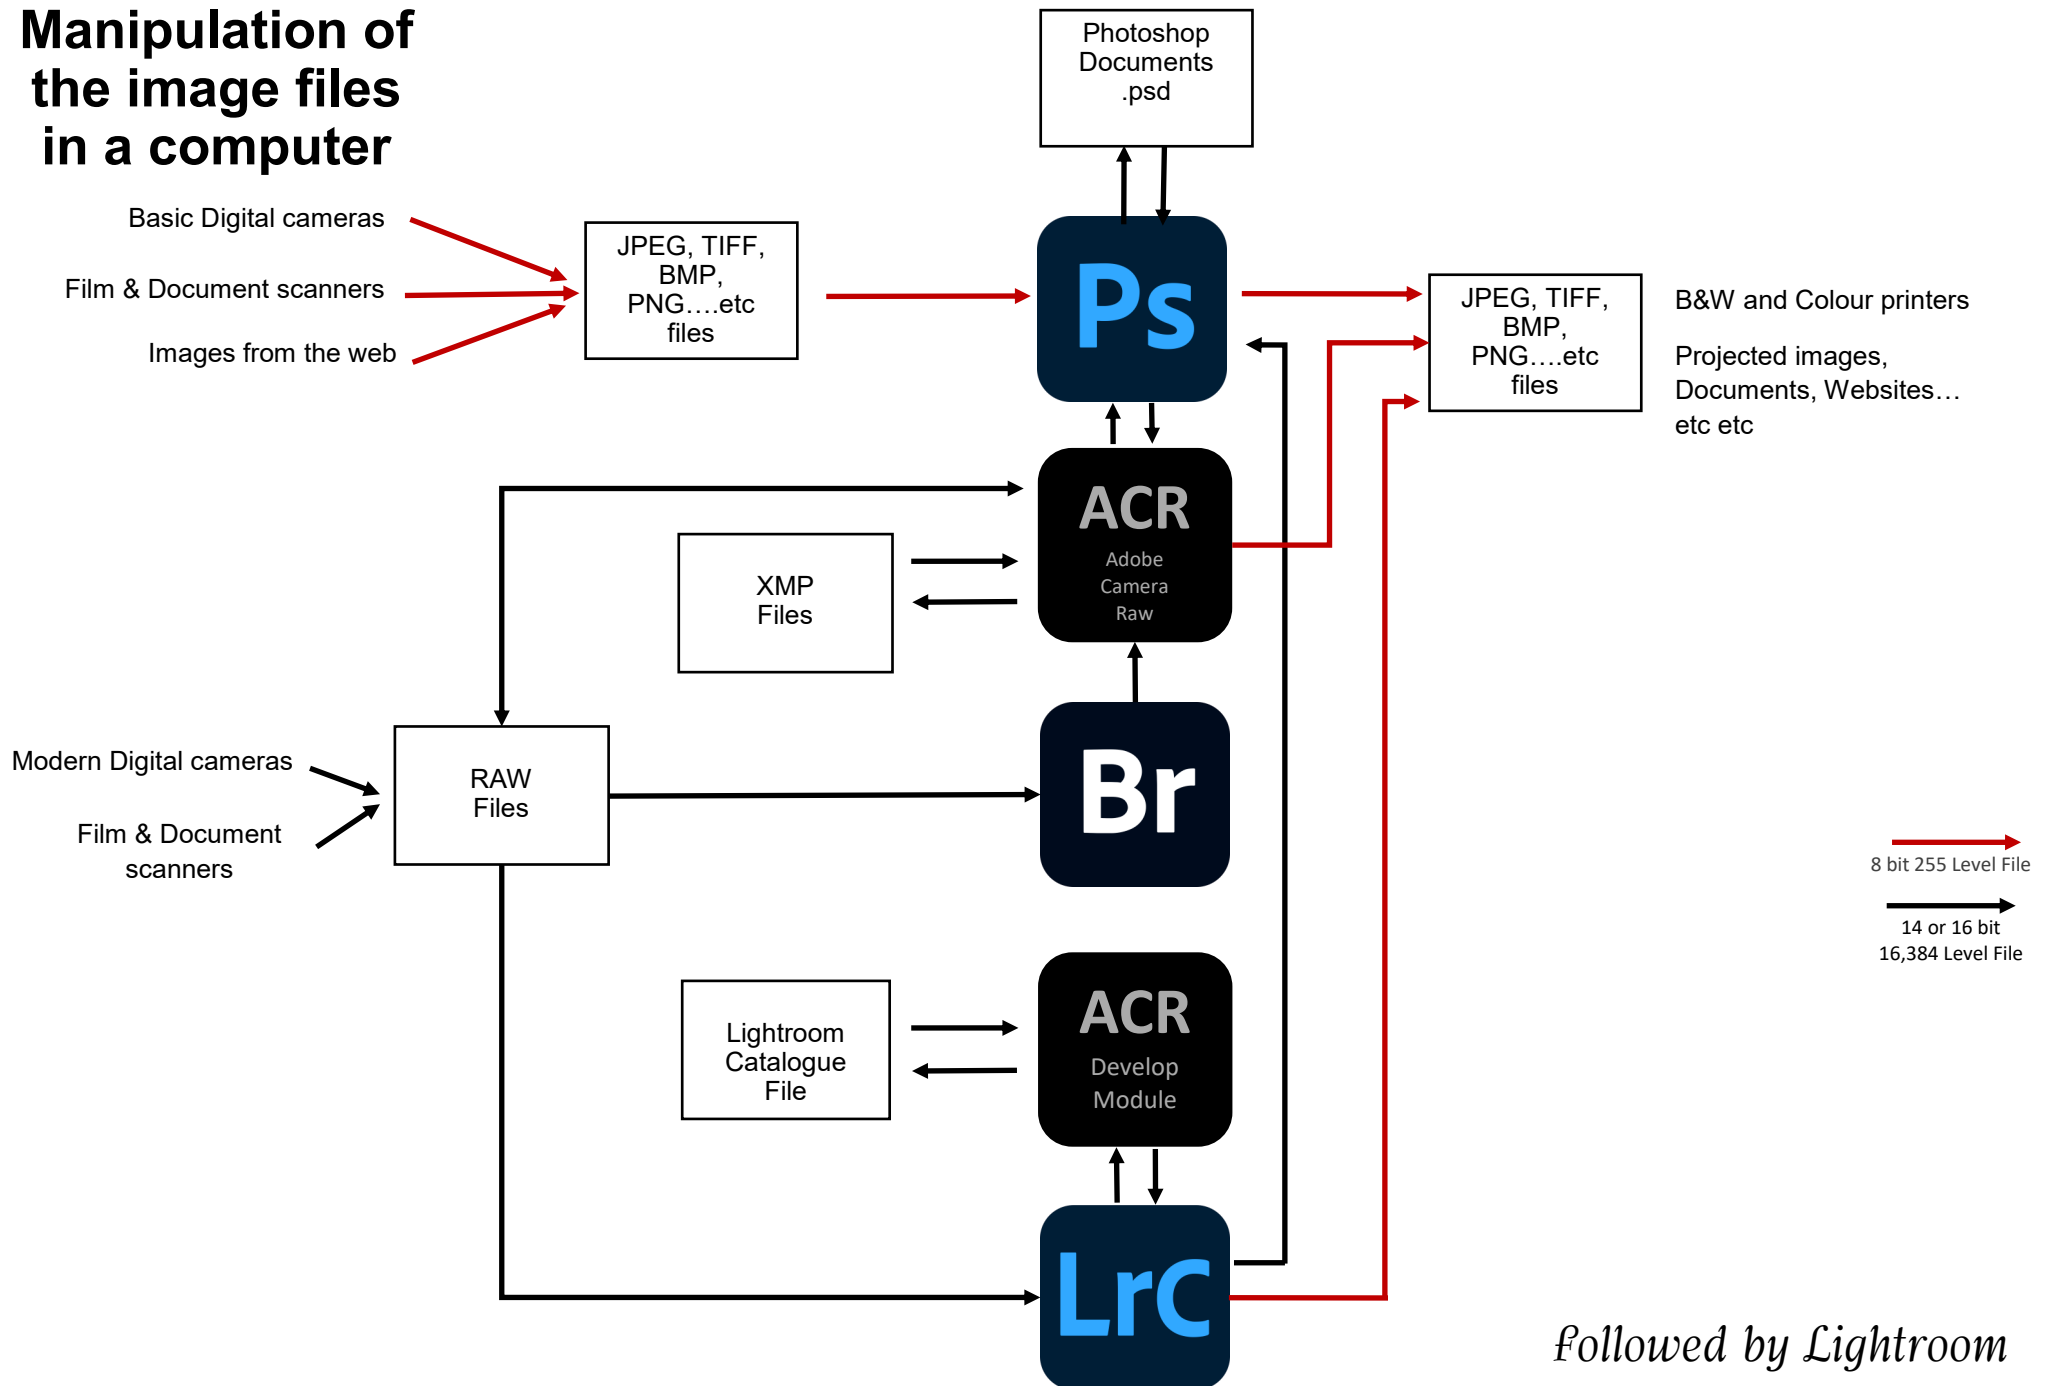 Manipulation of
the image files
in a computer
Photoshop
Documents
.psd
Basic Digital cameras
Film & Document scanners
Images from the web
JPEG, TIFF,
BMP,
PNG….etc
files
Ps
JPEG, TIFF,
BMP,
PNG….etc
files
B&W and Colour printers
Projected images,
Documents, Websites…
etc etc
ACR
Adobe
Camera
Raw
XMP
Files
Modern Digital cameras
Film & Document
scanners
RAW
Files
Br
8 bit 255 Level File
14 or 16 bit
16,384 Level File
Lightroom
Catalogue
File
ACR
Develop
Module
LrC
followed by Lightroom